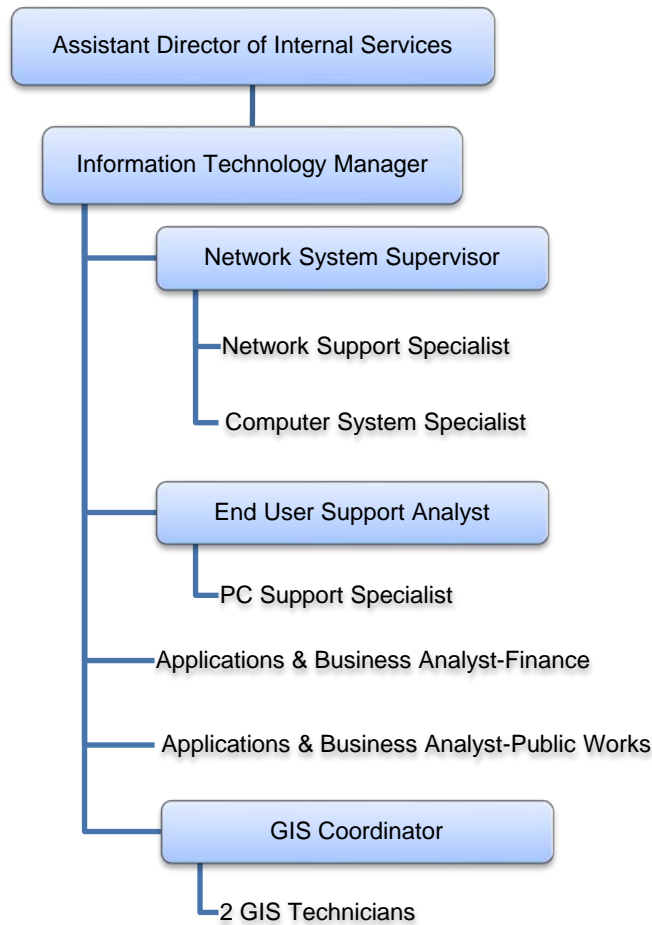 Assistant Director of Internal Services
Information Technology Manager
Network System Supervisor
Network Support Specialist
Computer System Specialist
End User Support Analyst
PC Support Specialist
Applications & Business Analyst-Finance
Applications & Business Analyst-Public Works
GIS Coordinator
2 GIS Technicians